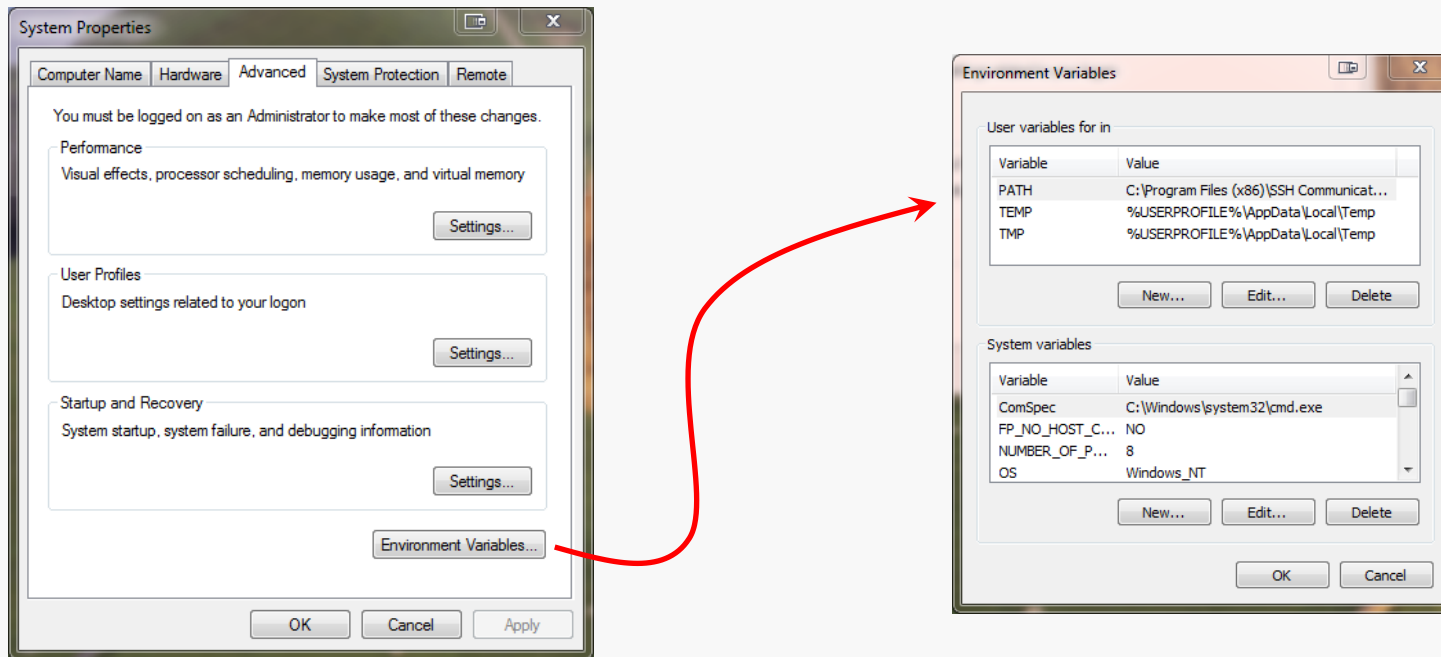 System Properties
Computer Name Hardware Advanced System Protection Remote
You must be logged on as an Administrator to make most of these changes.
Performance
Visual effects, processor scheduling, memory usage, and virtual memory
Settings...
User Profiles
Desktop settings related to your logon
Settings...
Startup and Recovery
System startup, system failure, and debugging information
Settings...
Environment Variables...
OK Cancel Apply
Environment Variables
User variables for in
Variable Value
PATH C:\Program Files (x86)\SSH Communicat...
TEMP %USERPROFILE%\AppData\Local\Temp
TMP %USERPROFILE%\AppData\Local\Temp
New... Edit... Delete
System variables
Variable Value
ComSpec C:\Windows\system32\cmd.exe
FP_NO_HOST_C... NO
NUMBER_OF_P... 8
OS Windows_NT
New... Edit... Delete
OK Cancel